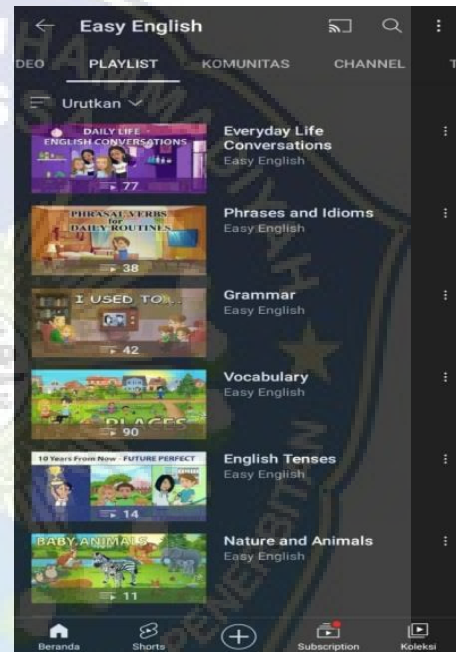 Easy English
DEO PLAYLIST KOMUNITAS CHANNEL T
Urutkan
DAILY LIFE
ENGLISH CONVERSATIONS
77
Everyday Life
Conversations
Easy English
PHRASAL VERBS
for
DAILY ROUTINES
38
Phrases and Idioms
Easy English
I USED TO...
42
Grammar
Easy English
PLACES
90
Vocabulary
Easy English
10 Years From Now - FUTURE PERFECT
14
English Tenses
Easy English
BABY ANIMALS
11
Nature and Animals
Easy English
Beranda Shorts Subscription Koleksi